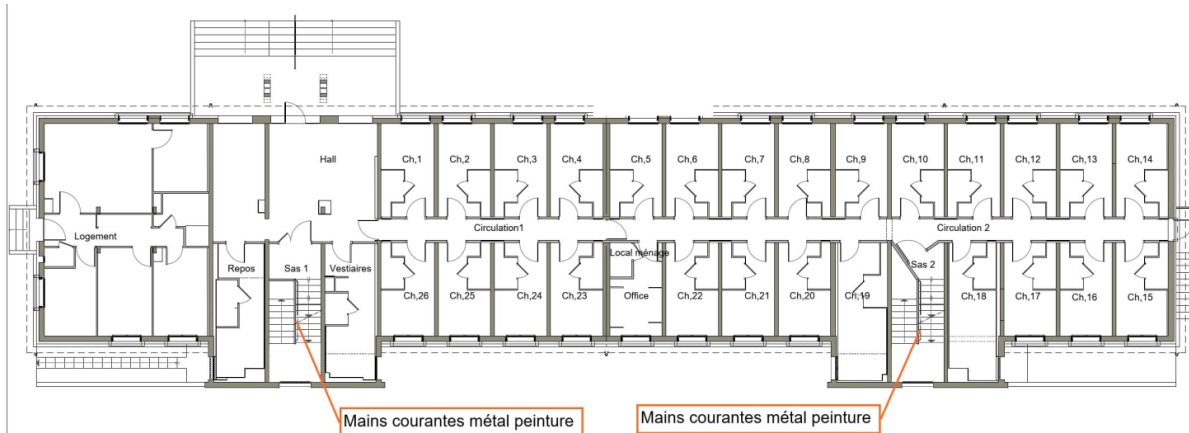 Hall
Ch,1
Ch,2
Ch,3
Ch,4
Ch,5
Ch,6
Ch,7
Ch,8
Ch,9
Ch,10
Ch,11
Ch,12
Ch,13
Ch,14
Logement
Circulation1
Circulation 2
Repos
Sas 1
Vestiaires
Local ménage
Sas 2
Ch,26
Ch,25
Ch,24
Ch,23
Office
Ch,22
Ch,21
Ch,20
Ch,19
Ch,18
Ch,17
Ch,16
Ch,15
Mains courantes métal peinture
Mains courantes métal peinture